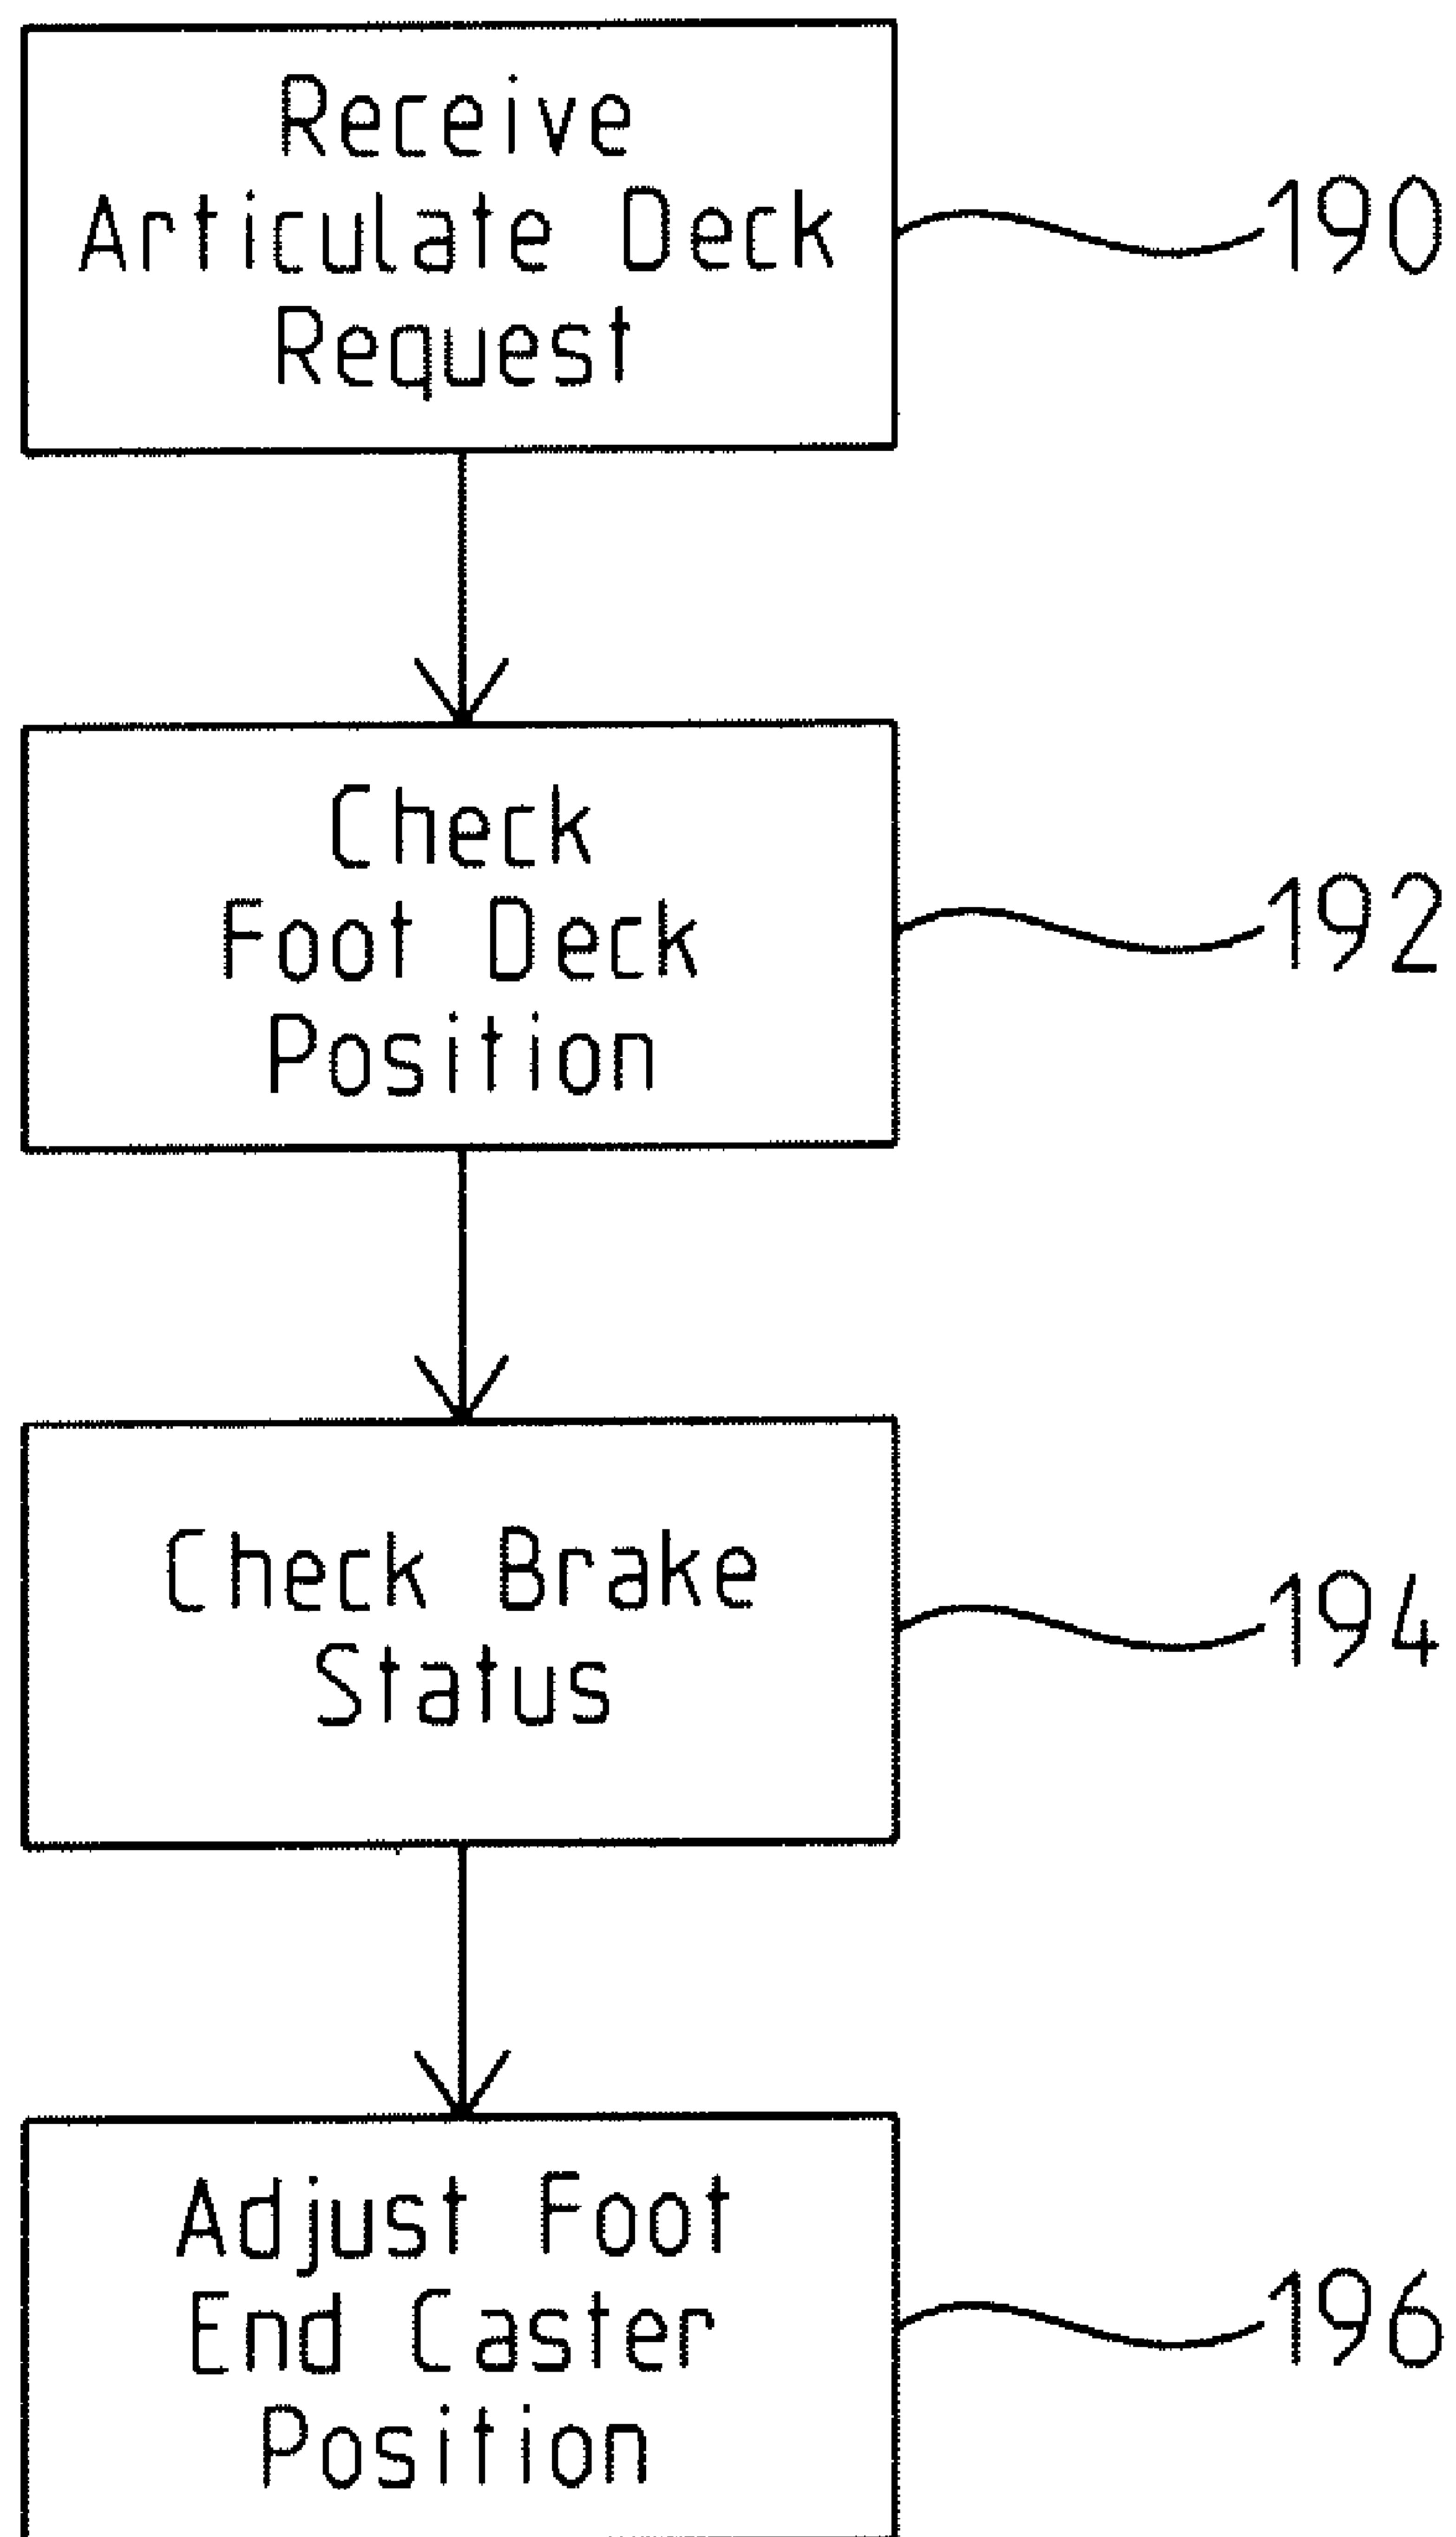 Receive
Articulate Deck
Request
190
Check
Foot Deck
Position
192
Check Brake
Status
194
Adjust Foot
End Caster
Position
196